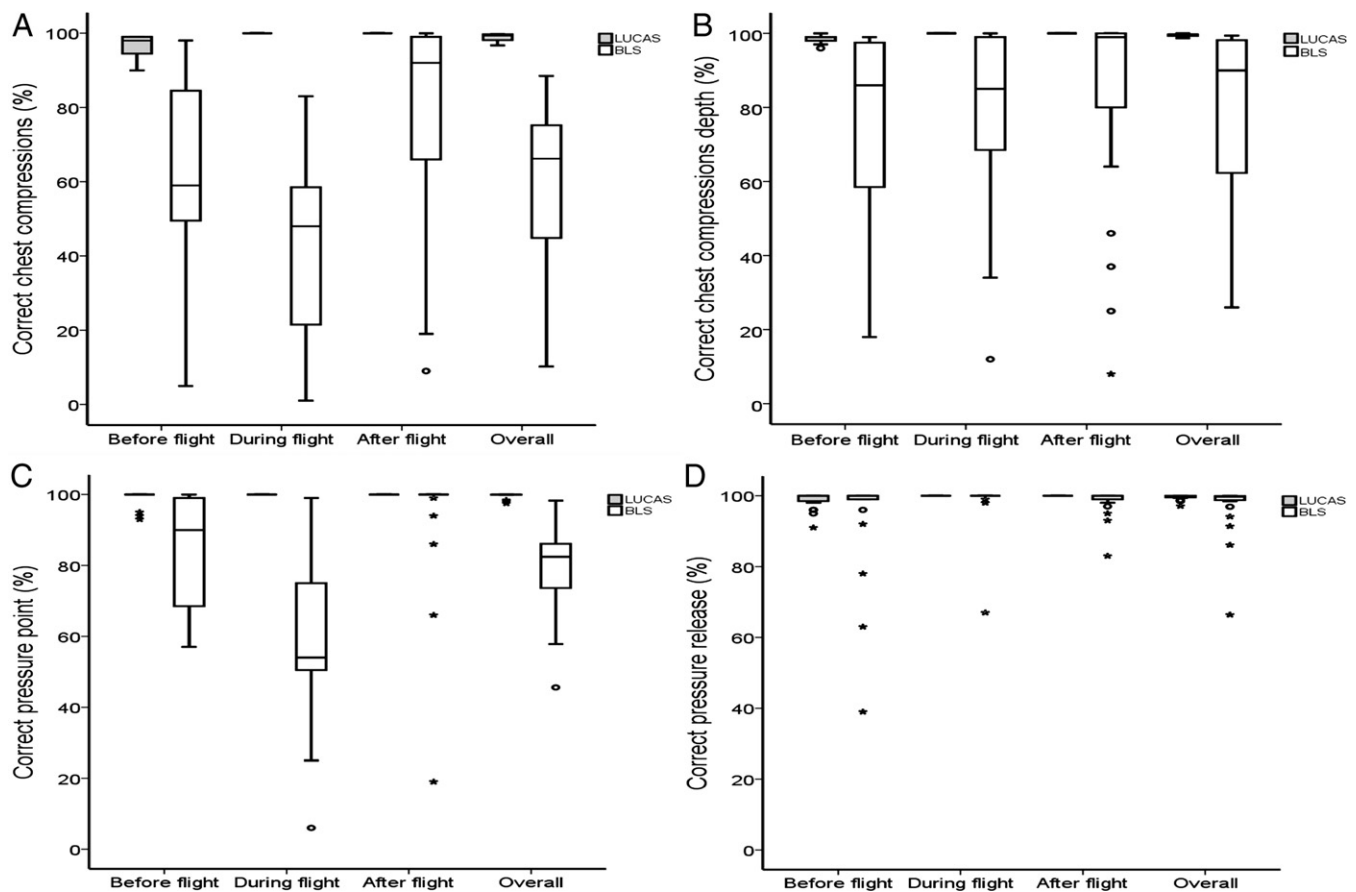 A
Correct chest compressions (%)
100
80
60
40
20
0
Before flight During flight After flight Overall
LUCAS
BLS
B
Correct chest compressions depth (%)
100
80
60
40
20
0
Before flight During flight After flight Overall
LUCAS
BLS
C
Correct pressure point (%)
100
80
60
40
20
0
Before flight During flight After flight Overall
LUCAS
BLS
D
Correct pressure release (%)
100
80
60
40
20
0
Before flight During flight After flight Overall
LUCAS
BLS